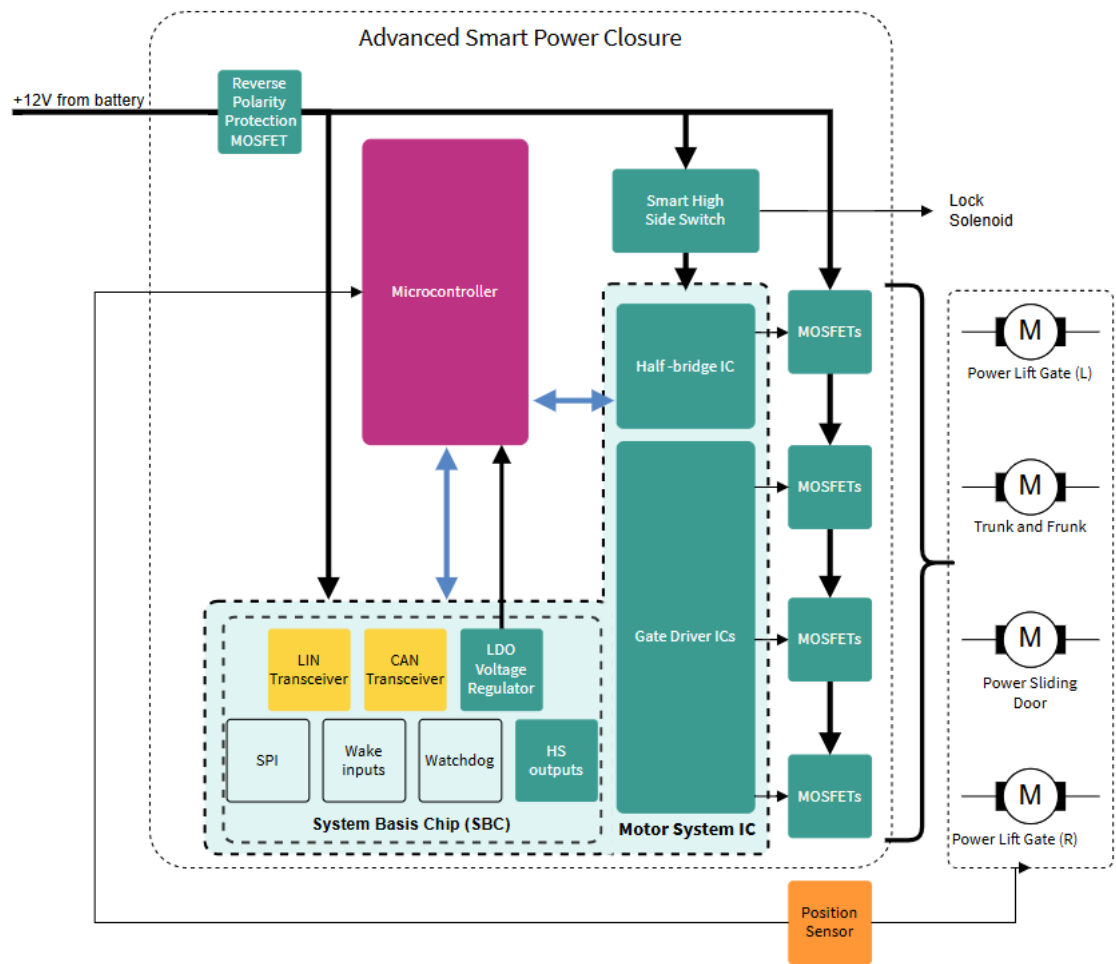 Advanced Smart Power Closure
+12V from battery
Reverse
Polarity
Protection
MOSFET
Microcontroller
Smart High
Side Switch
Lock
Solenoid
Half -bridge IC
MOSFETs
M
Power Lift Gate (L)
MOSFETs
M
Trunk and Frunk
Gate Driver ICs
MOSFETs
M
Power Sliding
Door
MOSFETs
M
Power Lift Gate (R)
LIN
Transceiver
CAN
Transceiver
LDO
Voltage
Regulator
SPI
Wake
inputs
Watchdog
HS
outputs
System Basis Chip (SBC)
Motor System IC
Position
Sensor